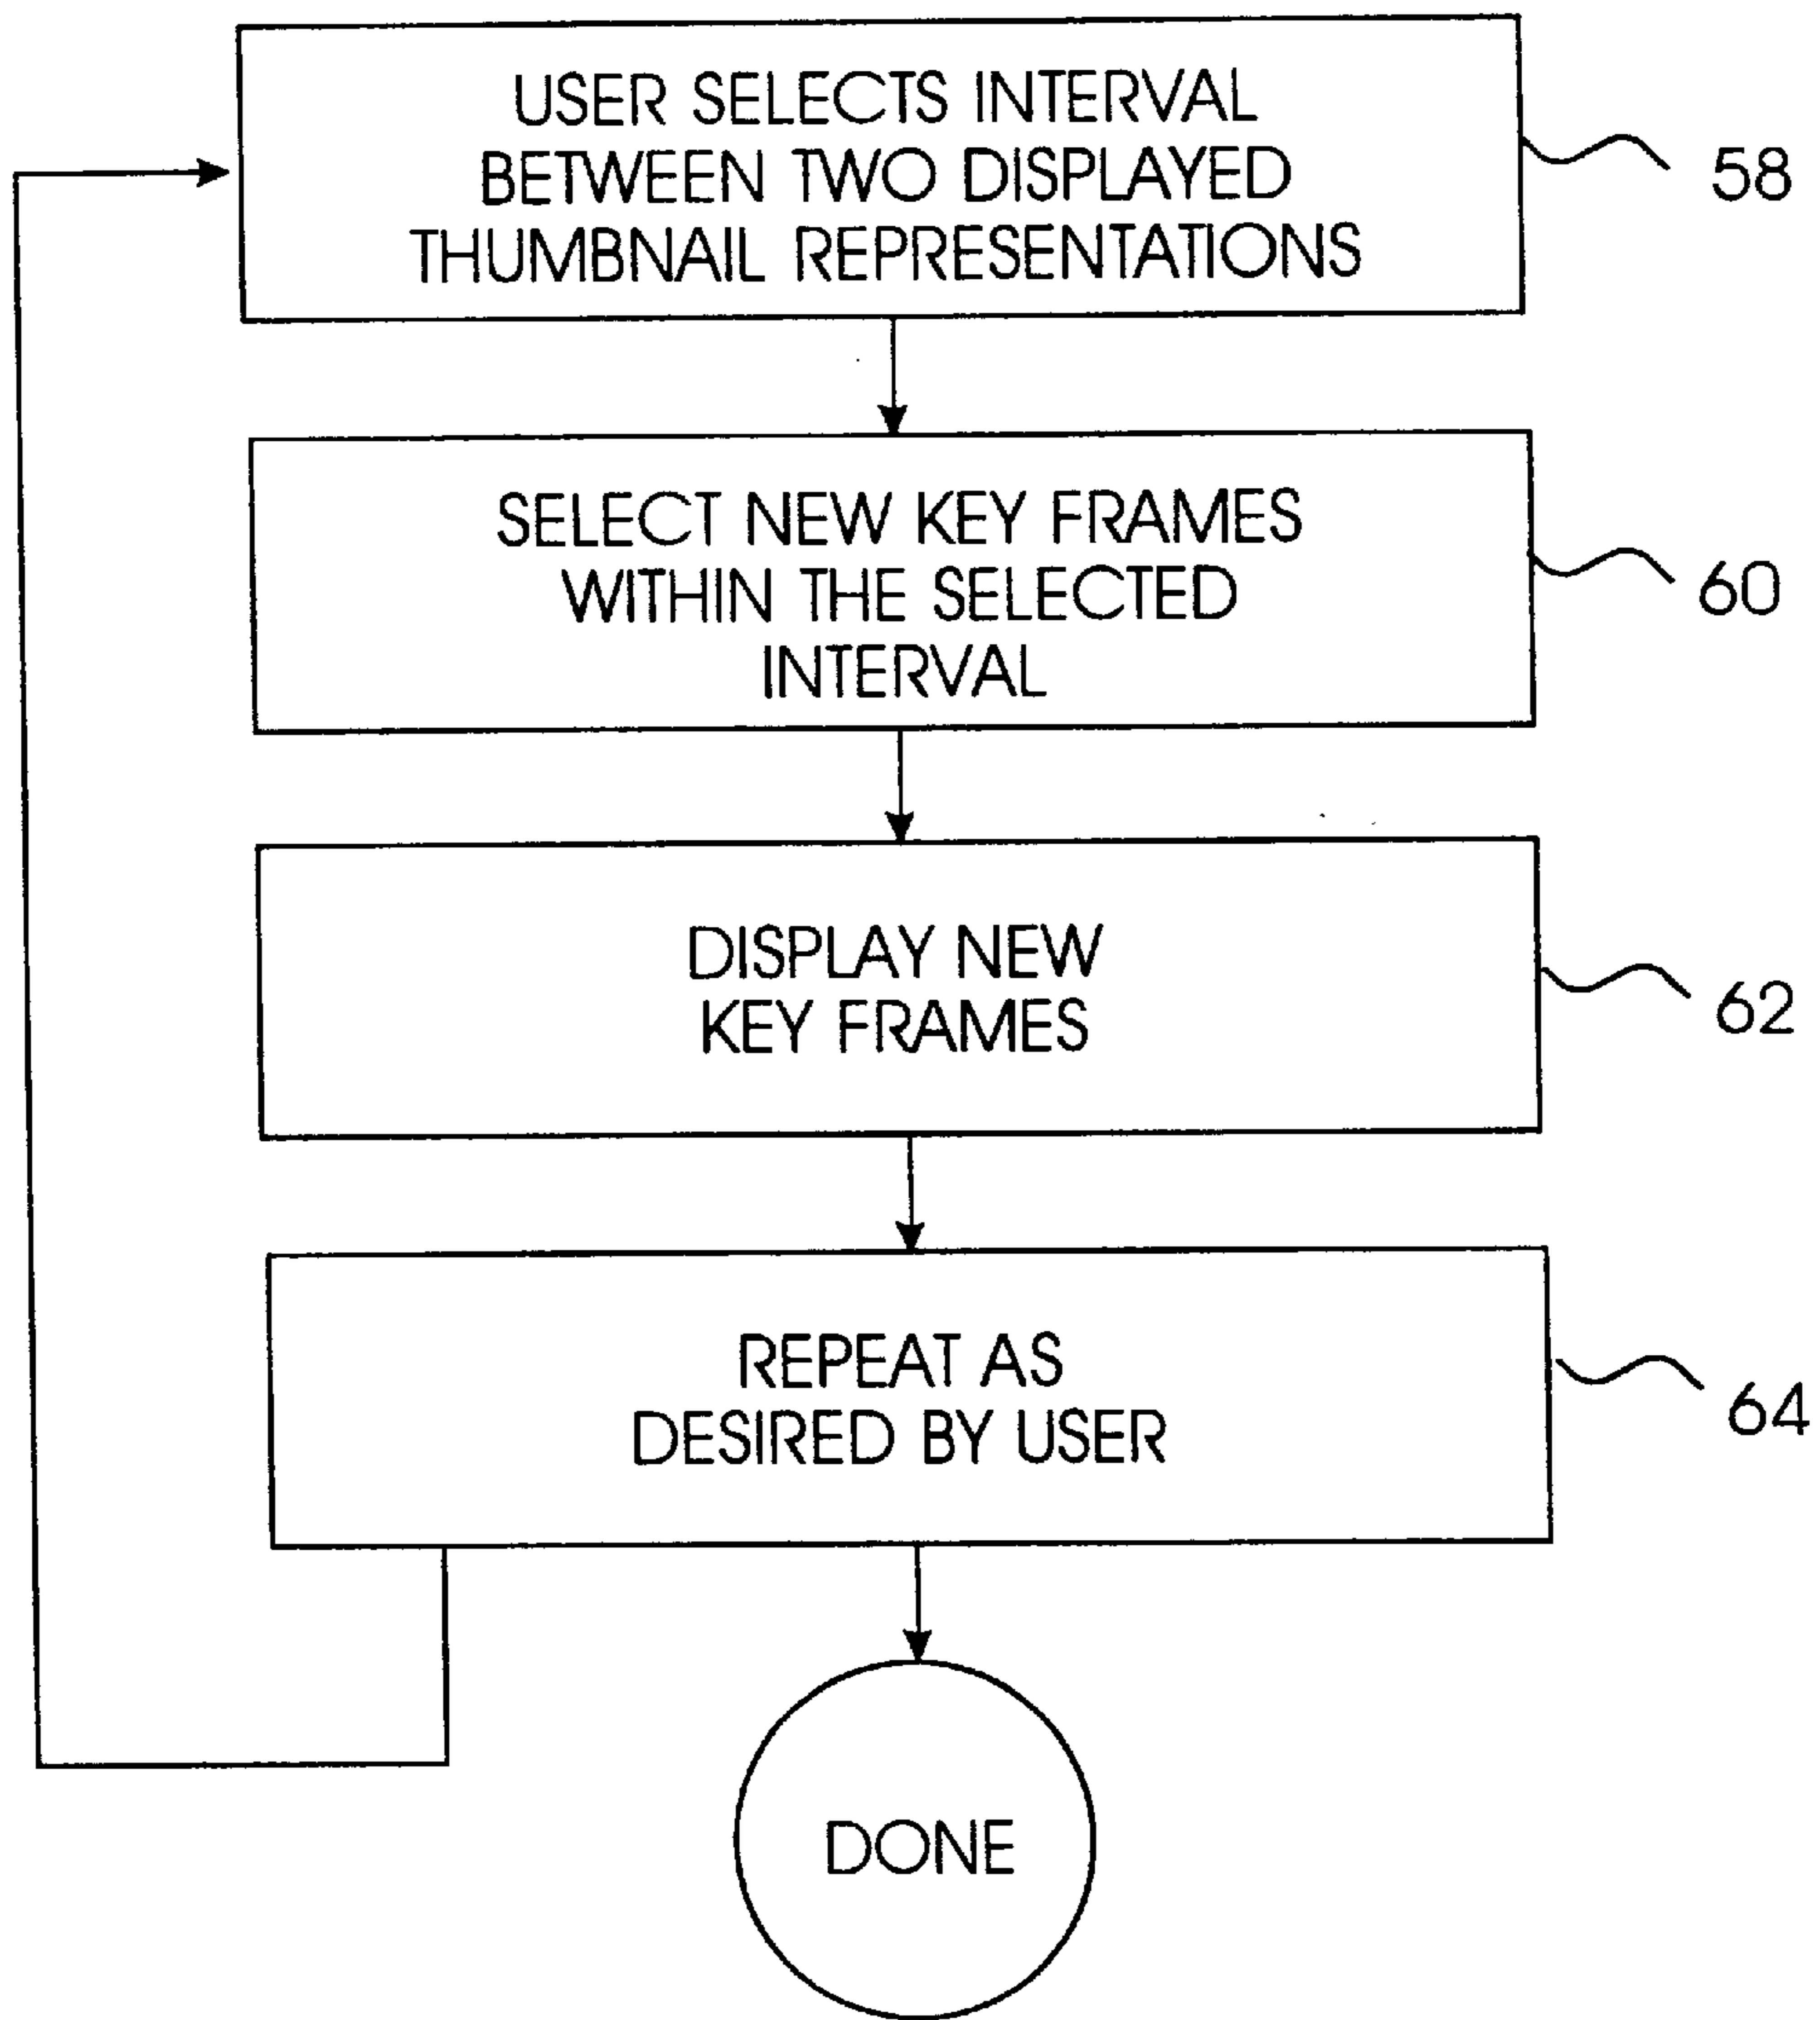 USER SELECTS INTERVAL
BETWEEN TWO DISPLAYED
THUMBNAIL REPRESENTATIONS
58
SELECT NEW KEY FRAMES
WITHIN THE SELECTED
INTERVAL
60
DISPLAY NEW
KEY FRAMES
62
REPEAT AS
DESIRED BY USER
64
DONE